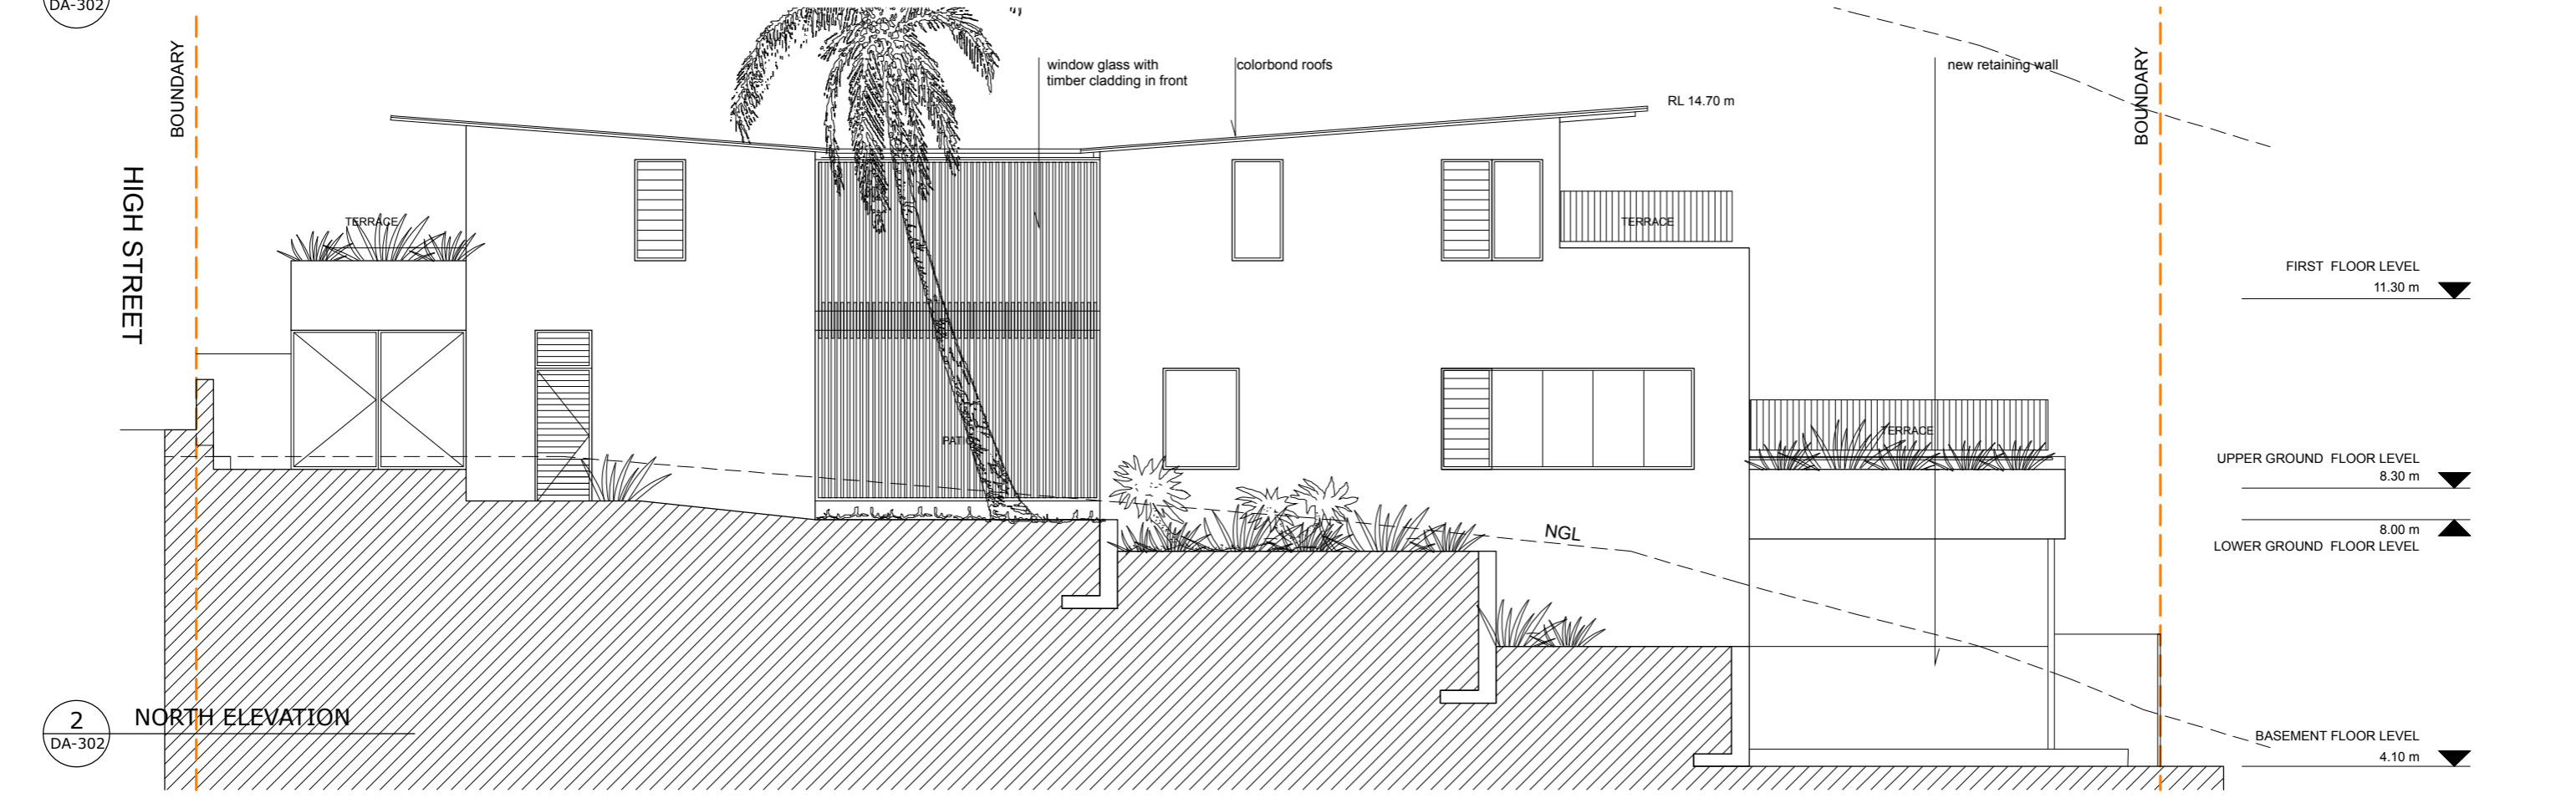 DA-302
BOUNDARY
HIGH STREET
window glass with
timber cladding in front
colorbond roofs
new retaining wall
RL 14.70 m
BOUNDARY
TERRACE
TERRACE
FIRST  FLOOR LEVEL
11.30 m
PATIO
TERRACE
UPPER GROUND  FLOOR LEVEL
8.30 m
8.00 m
LOWER GROUND  FLOOR LEVEL
NGL
2
DA-302
NORTH ELEVATION
BASEMENT FLOOR LEVEL
4.10 m